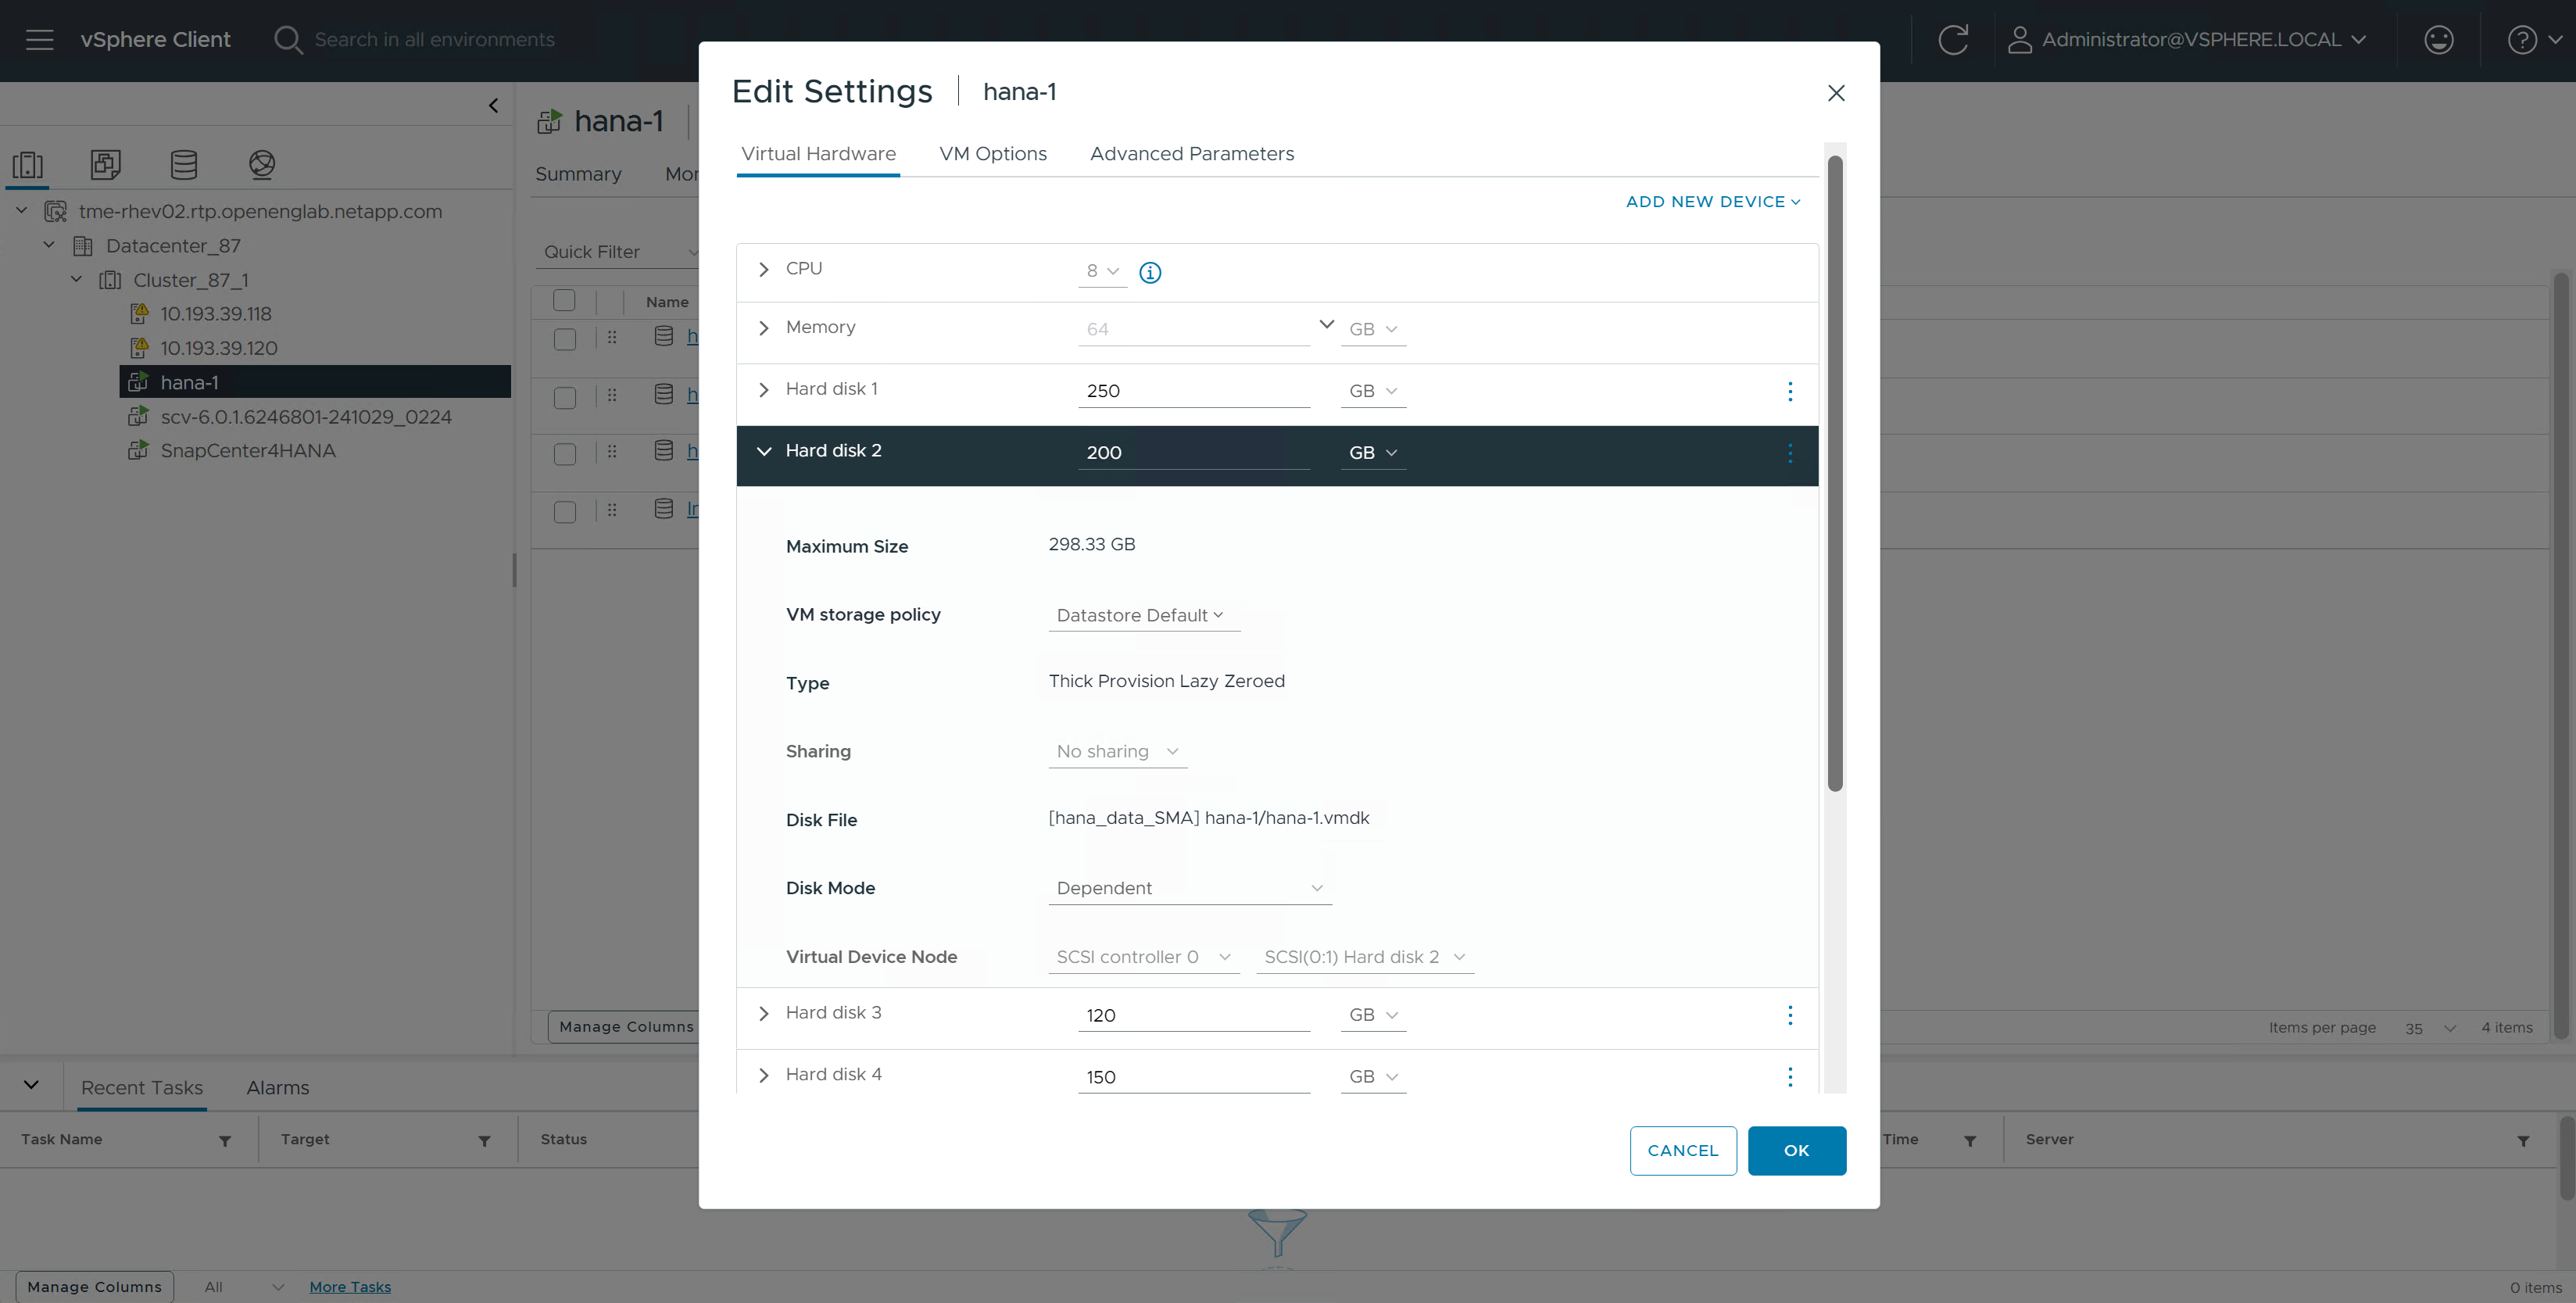 vSphere Client
Search in all environments
Administrator@VSPHERE.LOCAL
tme-rhev02.rtp.openenglab.netapp.com
Datacenter_87
Cluster_87_1
10.193.39.118
10.193.39.120
hana-1
scv-6.0.1.6246801-241029_0224
SnapCenter4HANA
hana-1
Summary
Quick Filter
Name
Manage Columns
Items per page 35 4 items
Edit Settings hana-1
Virtual Hardware VM Options Advanced Parameters
ADD NEW DEVICE
CPU 8
Memory 64 GB
Hard disk 1 250 GB
Hard disk 2 200 GB
Maximum Size 298.33 GB
VM storage policy Datastore Default
Type Thick Provision Lazy Zeroed
Sharing No sharing
Disk File [hana_data_SMA] hana-1/hana-1.vmdk
Disk Mode Dependent
Virtual Device Node SCSI controller 0 SCSI(0:1) Hard disk 2
Hard disk 3 120 GB
Hard disk 4 150 GB
CANCEL OK
Recent Tasks Alarms
Task Name Target Status Time Server
Manage Columns All More Tasks
0 items